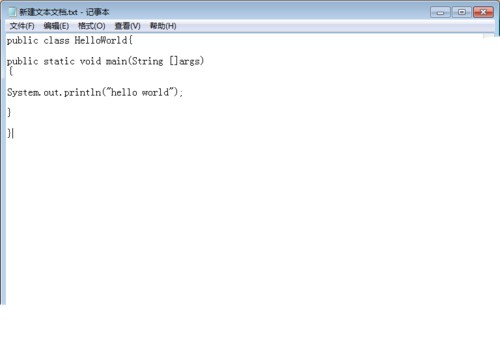 新建文本文档.txt - 记事本
文件(F) 编辑(E) 格式(O) 查看(V) 帮助(H)
public class HelloWorld{
public static void main(String []args)
{
System.out.println("hello world");
}
}